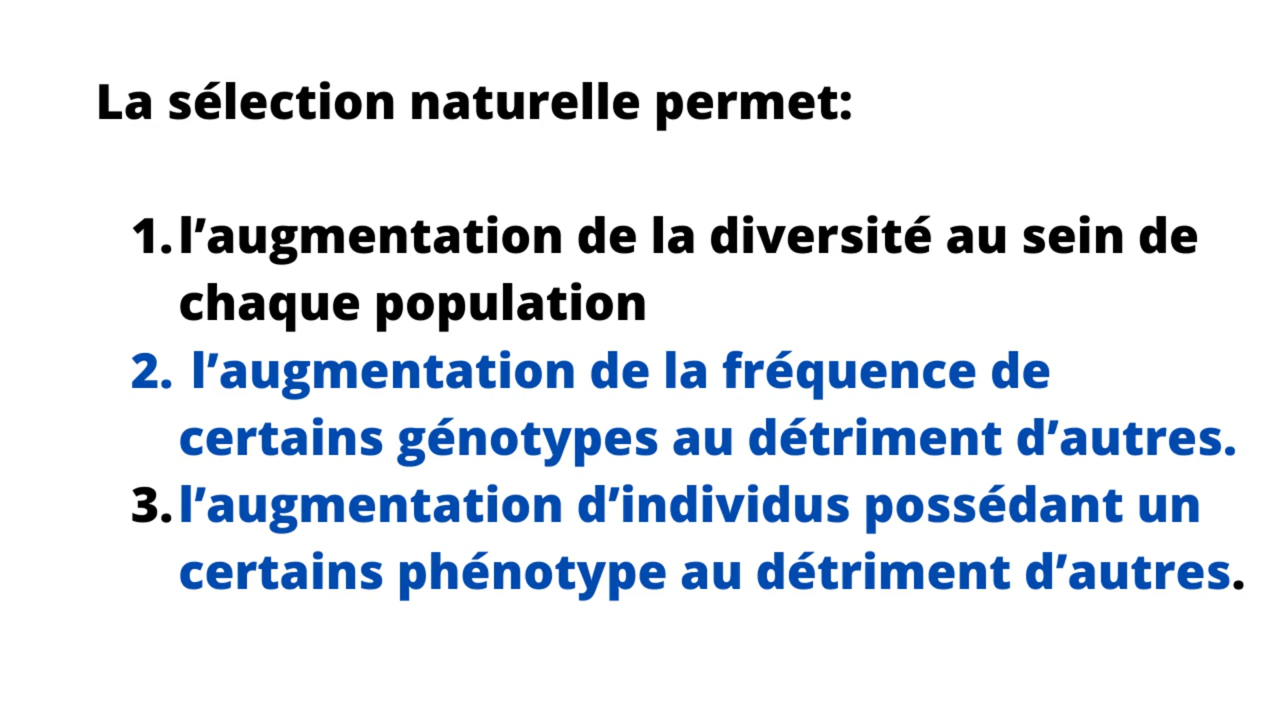 La sélection naturelle permet:
1. l’augmentation de la diversité au sein de
chaque population
2. l’augmentation de la fréquence de
certains génotypes au détriment d’autres.
3. l’augmentation d’individus possédant un
certains phénotype au détriment d’autres.